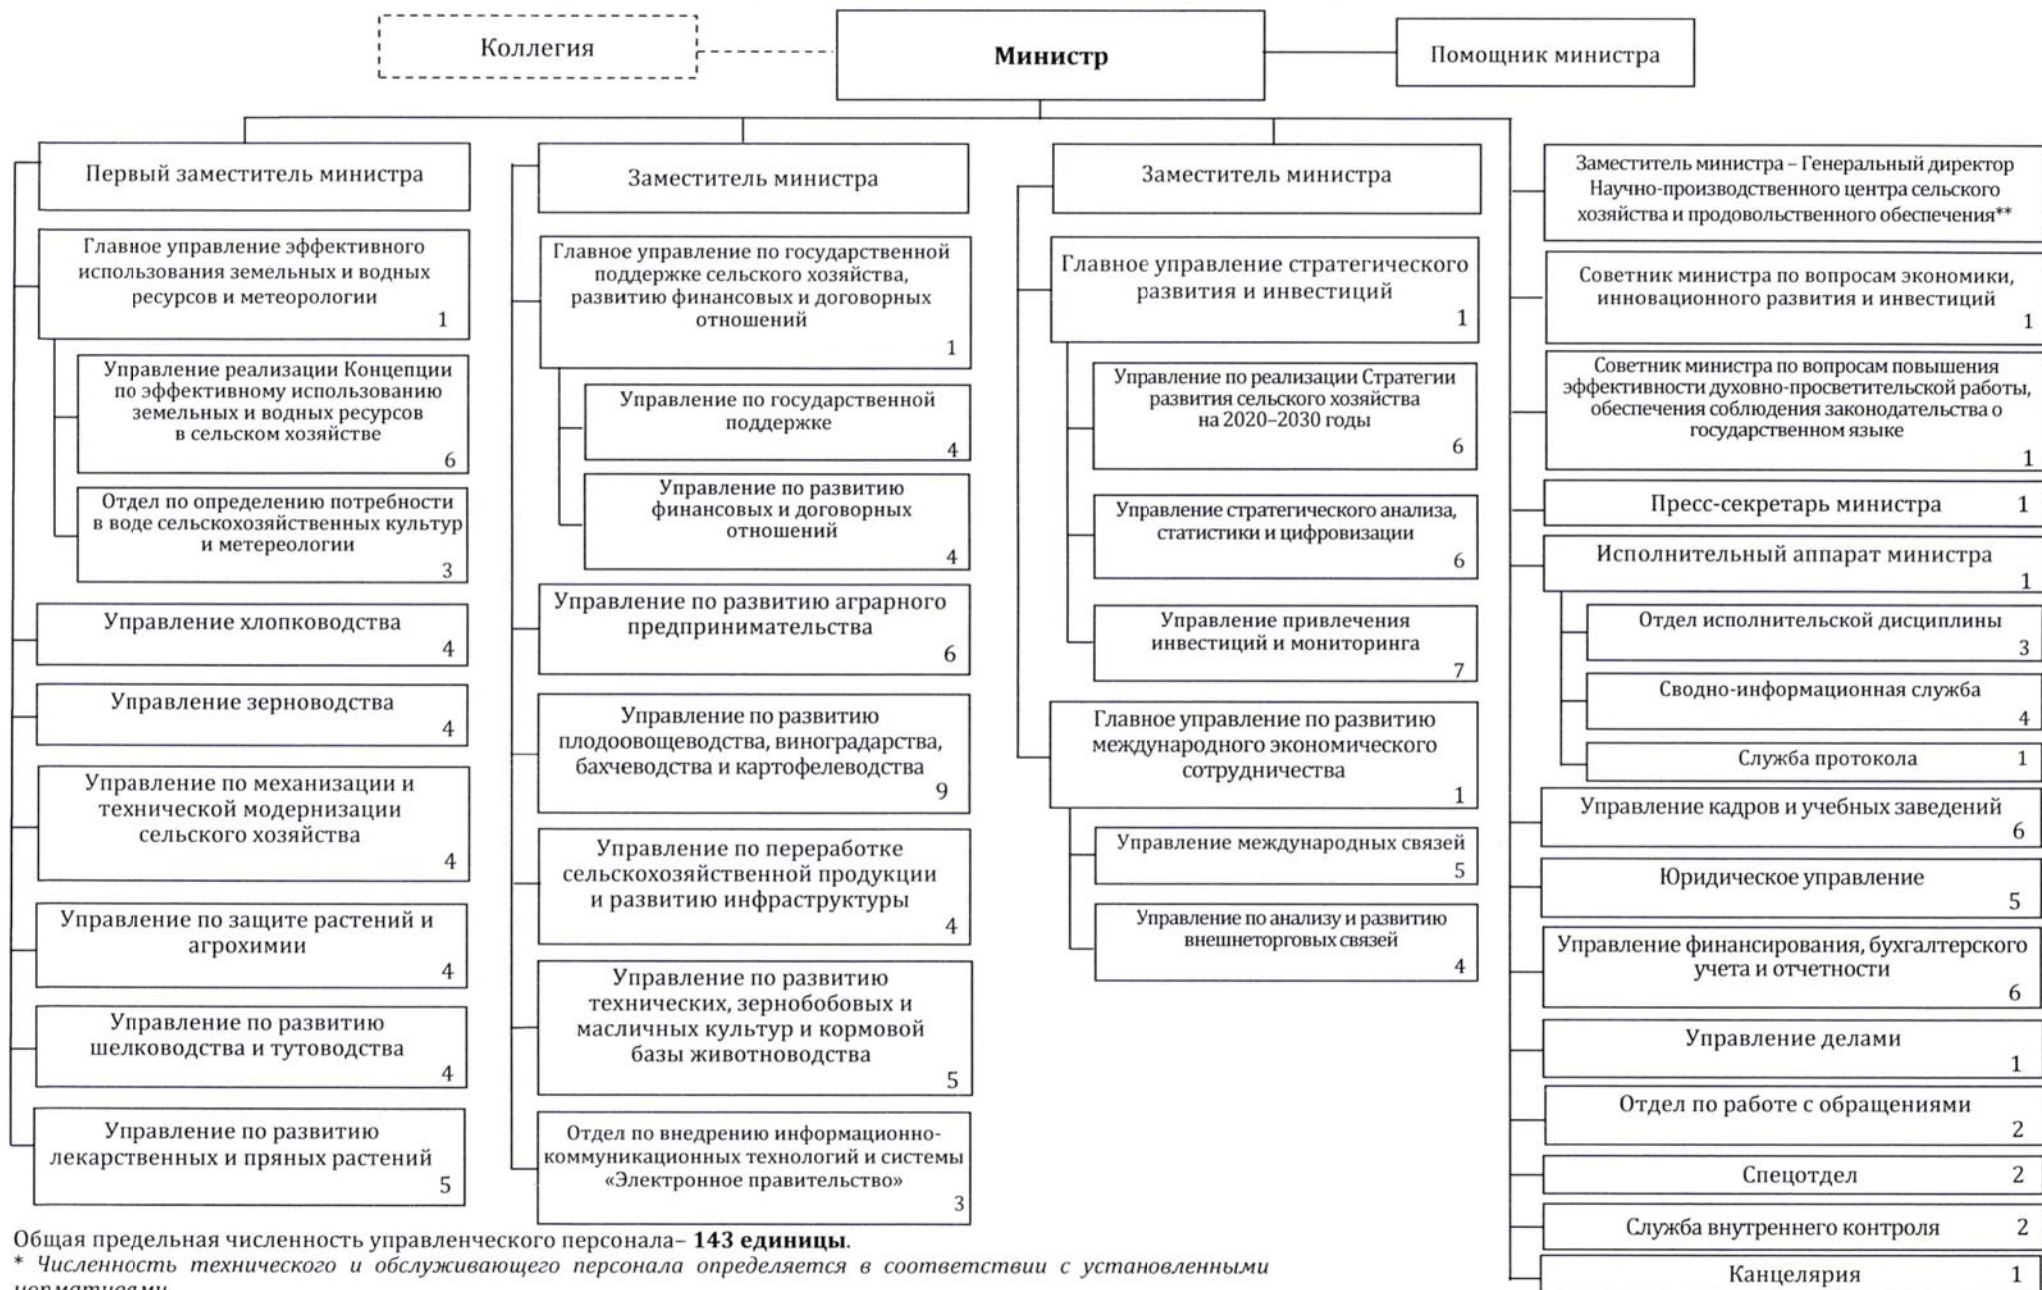 Коллегия
Министр
Помощник министра
Первый заместитель министра
Главное управление эффективного
использования земельных и водных
ресурсов и метеорологии
1
Управление реализации Концепции
по эффективному использованию
земельных и водных ресурсов
в сельском хозяйстве
6
Отдел по определению потребности
в воде сельскохозяйственных культур
и метереологии
3
Управление хлопководства
4
Управление зерноводства
4
Управление по механизации и
технической модернизации
сельского хозяйства
4
Управление по защите растений и
агрохимии
4
Управление по развитию
шелководства и тутоводства
4
Управление по развитию
лекарственных и пряных растений
5
Заместитель министра
Главное управление по государственной
поддержке сельского хозяйства,
развитию финансовых и договорных
отношений
1
Управление по государственной
поддержке
4
Управление по развитию
финансовых и договорных
отношений
4
Управление по развитию аграрного
предпринимательства
6
Управление по развитию
плодоовощеводства, виноградарства,
бахчеводства и картофелеводства
9
Управление по переработке
сельскохозяйственной продукции
и развитию инфраструктуры
4
Управление по развитию
технических, зернобобовых и
масличных культур и кормовой
базы животноводства
5
Отдел по внедрению информационно-
коммуникационных технологий и системы
«Электронное правительство»
3
Заместитель министра
Главное управление стратегического
развития и инвестиций
1
Управление по реализации Стратегии
развития сельского хозяйства
на 2020–2030 годы
6
Управление стратегического анализа,
статистики и цифровизации
6
Управление привлечения
инвестиций и мониторинга
7
Главное управление по развитию
международного экономического
сотрудничества
1
Управление международных связей
5
Управление по анализу и развитию
внешнеторговых связей
4
Заместитель министра – Генеральный директор
Научно-производственного центра сельского
хозяйства и продовольственного обеспечения**
Советник министра по вопросам экономики,
инновационного развития и инвестиций
1
Советник министра по вопросам повышения
эффективности духовно-просветительской работы,
обеспечения соблюдения законодательства о
государственном языке
1
Пресс-секретарь министра 1
Исполнительный аппарат министра
1
Отдел исполнительской дисциплины
3
Сводно-информационная служба
4
Служба протокола 1
Управление кадров и учебных заведений
6
Юридическое управление
5
Управление финансирования, бухгалтерского
учета и отчетности
6
Управление делами
1
Отдел по работе с обращениями
2
Спецотдел 2
Служба внутреннего контроля 2
Канцелярия 1
Общая предельная численность управленческого персонала– 143 единицы.
* Численность технического и обслуживающего персонала определяется в соответствии с установленными